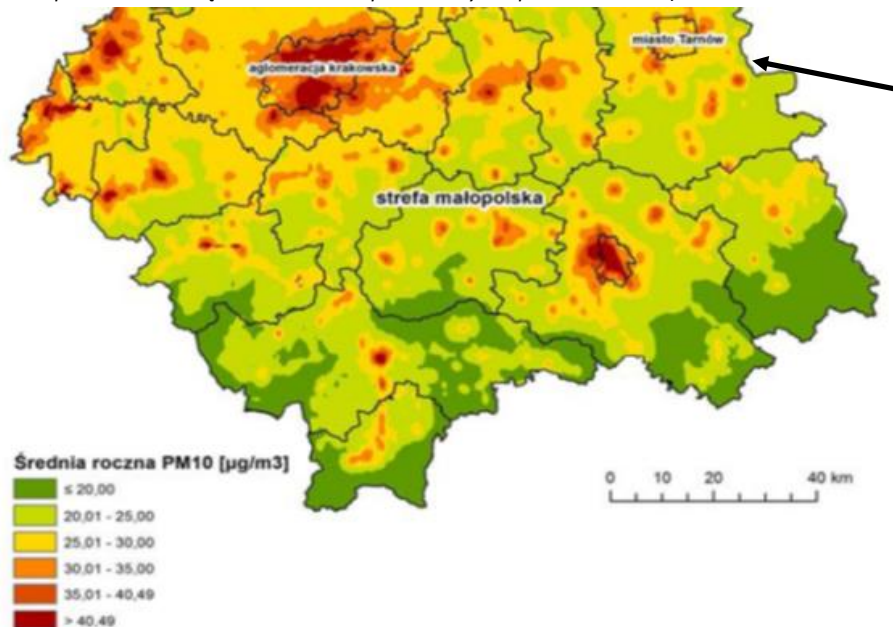 miasto Tarnów
aglomeracja krakowska
strefa małopolska
Średnia roczna PM10 [µg/m3]
≤ 20,00
20,01 - 25,00
25,01 - 30,00
30,01 - 35,00
35,01 - 40,49
> 40,49
0 10 20 40 km